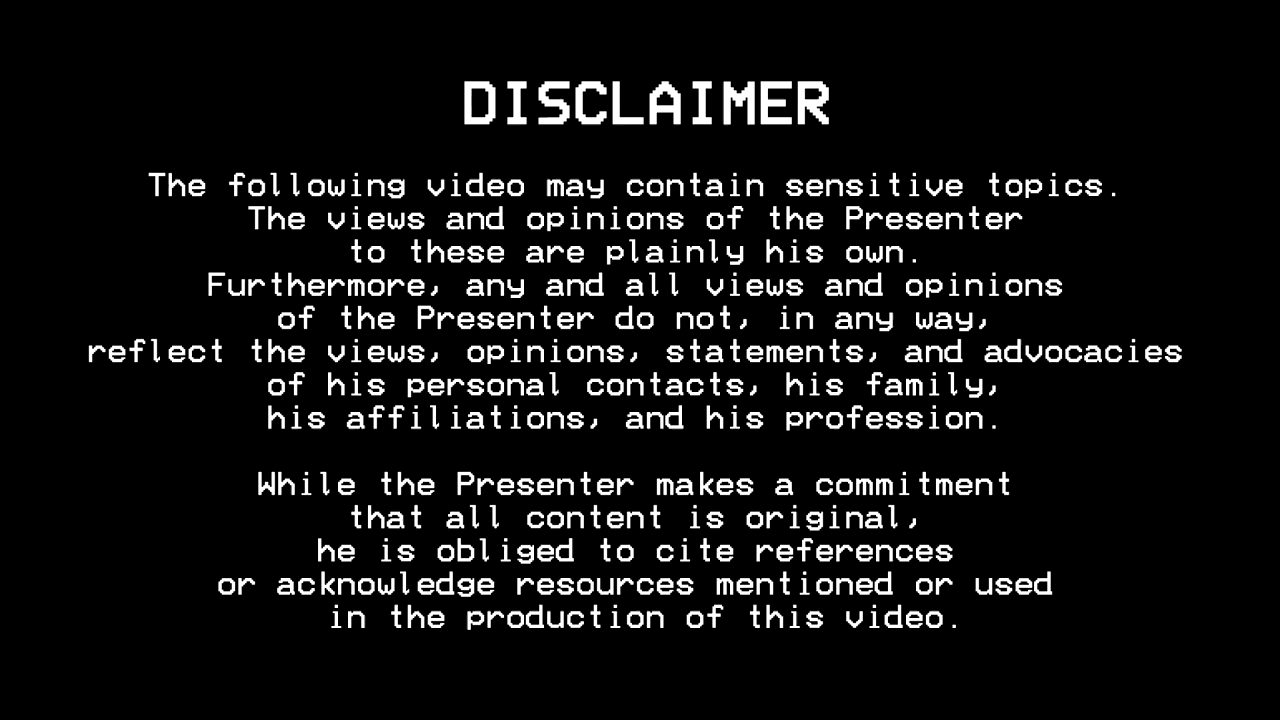 DISCLAIMER
The following video may contain sensitive topics.
The views and opinions of the Presenter
to these are plainly his own.
Furthermore, any and all views and opinions
of the Presenter do not, in any way,
reflect the views, opinions, statements, and advocacies
of his personal contacts, his family,
his affiliations, and his profession.
While the Presenter makes a commitment
that all content is original,
he is obliged to cite references
or acknowledge resources mentioned or used
in the production of this video.